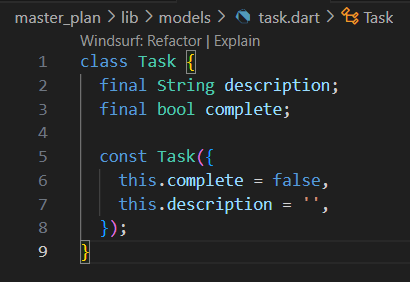 master_plan > lib > models > task.dart > Task
Windsurf: Refactor | Explain
1 class Task {
2   final String description;
3   final bool complete;
4
5   const Task({
6     this.complete = false,
7     this.description = '',
8   });
9 }